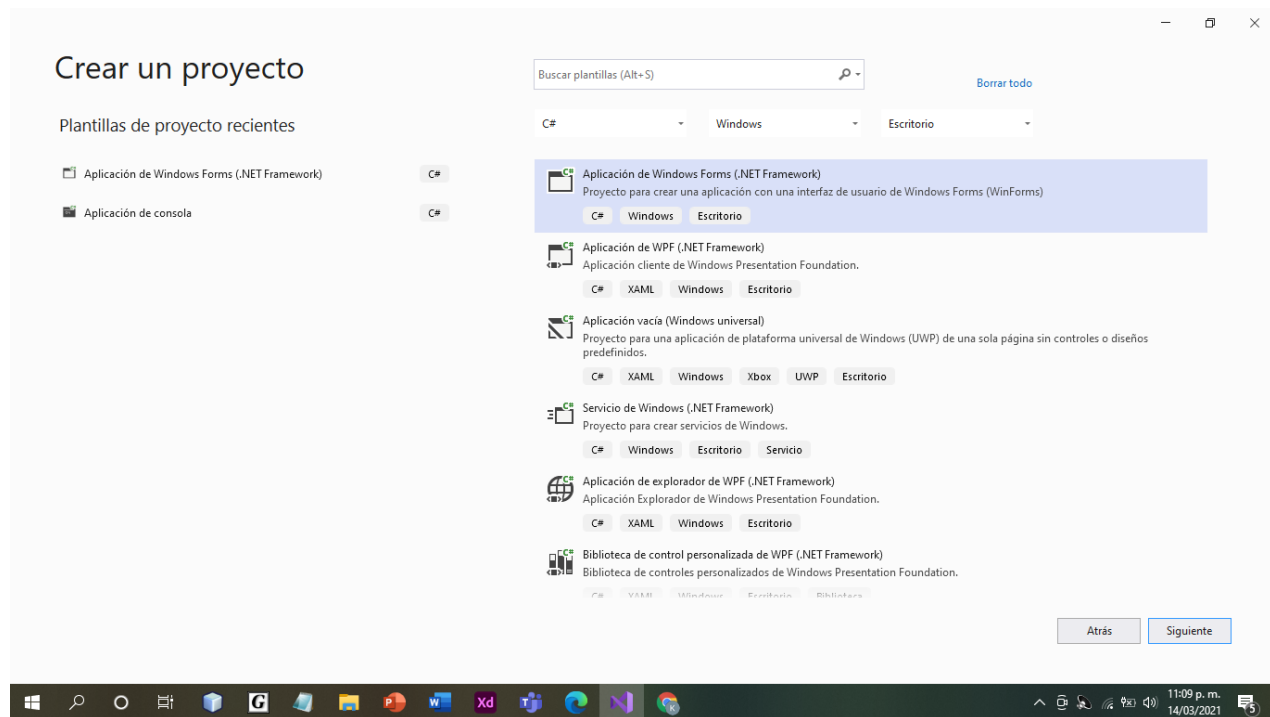 Crear un proyecto
Buscar plantillas (Alt+S)
Borrar todo
Plantillas de proyecto recientes
C#
Windows
Escritorio
Aplicación de Windows Forms (.NET Framework)
C#
Aplicación de consola
C#
Aplicación de Windows Forms (.NET Framework)
Proyecto para crear una aplicación con una interfaz de usuario de Windows Forms (WinForms)
C# Windows Escritorio
Aplicación de WPF (.NET Framework)
Aplicación cliente de Windows Presentation Foundation.
C# XAML Windows Escritorio
Aplicación vacía (Windows universal)
Proyecto para una aplicación de plataforma universal de Windows (UWP) de una sola página sin controles o diseños
predefinidos.
C# XAML Windows Xbox UWP Escritorio
Servicio de Windows (.NET Framework)
Proyecto para crear servicios de Windows.
C# Windows Escritorio Servicio
Aplicación de explorador de WPF (.NET Framework)
Aplicación Explorador de Windows Presentation Foundation.
C# XAML Windows Escritorio
Biblioteca de control personalizada de WPF (.NET Framework)
Biblioteca de controles personalizados de Windows Presentation Foundation.
C# XAML Windows Escritorio Biblioteca
Atrás
Siguiente
11:09 p. m.
14/03/2021